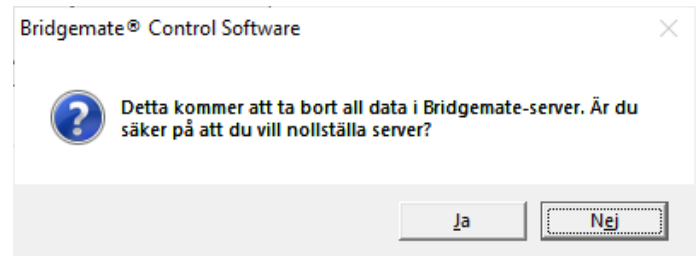 Bridgemate® Control Software
Detta kommer att ta bort all data i Bridgemate-server. Är du
säker på att du vill nollställa server?
Ja
Nej